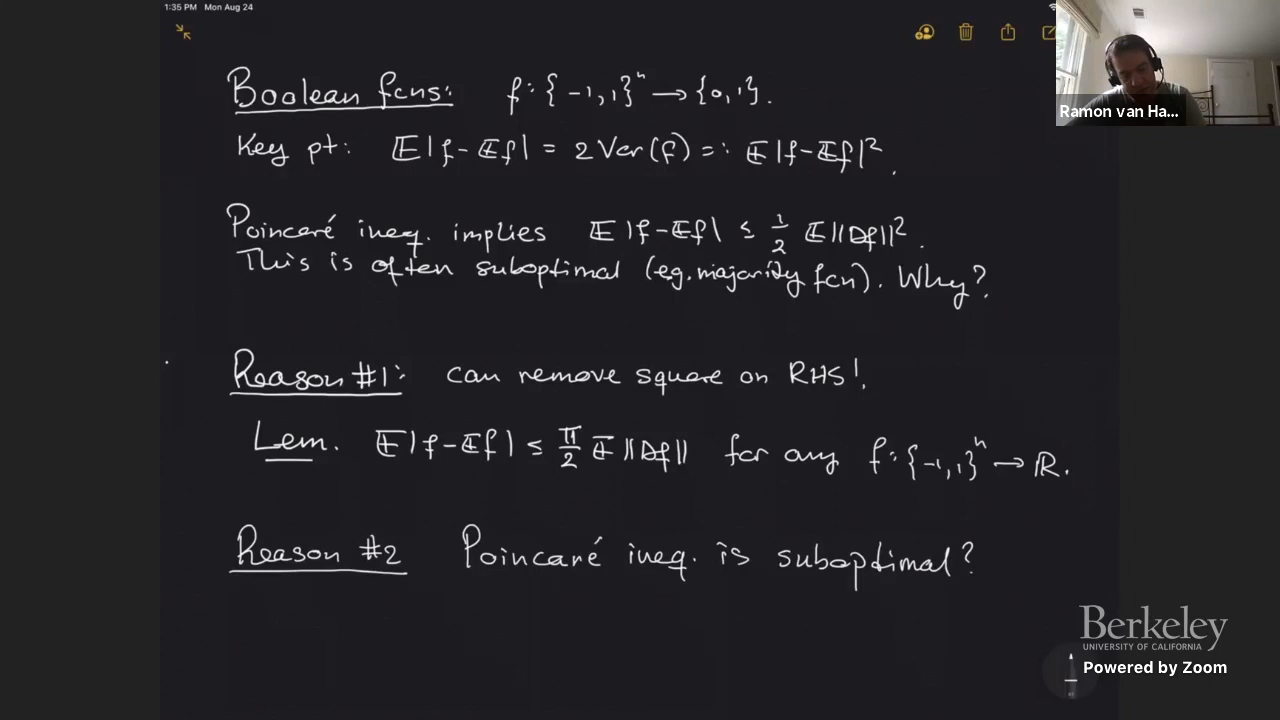 1:35 PM Mon Aug 24
Boolean fcns: f: {-1,1}ⁿ → {0,1}.
Key pt: 𝔼|f-𝔼f| = 2Var(f) =: 𝔼|f-𝔼f|².
Poincaré ineq. implies 𝔼|f-𝔼f| ≤ 1/2 𝔼||Df||².
This is often suboptimal (eg. majority fcn). Why?
Reason #1: can remove square on RHS!
Lem. 𝔼|f-𝔼f| ≤ π/2 𝔼||Df|| for any f: {-1,1}ⁿ → ℝ.
Reason #2 Poincaré ineq. is suboptimal?
Ramon van Ha...
Berkeley
UNIVERSITY OF CALIFORNIA
Powered by Zoom